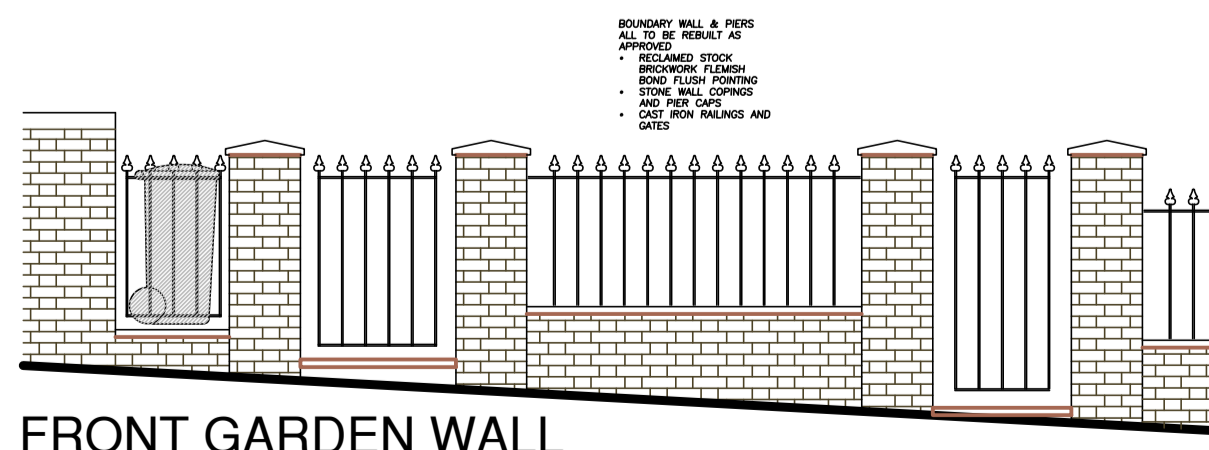 BOUNDARY WALL & PIERS
ALL TO BE REBUILT AS
APPROVED
• RECLAIMED STOCK
BRICKWORK FLEMISH
BOND FLUSH POINTING
• STONE WALL COPINGS
AND PIER CAPS
• CAST IRON RAILINGS AND
GATES
FRONT GARDEN WALL